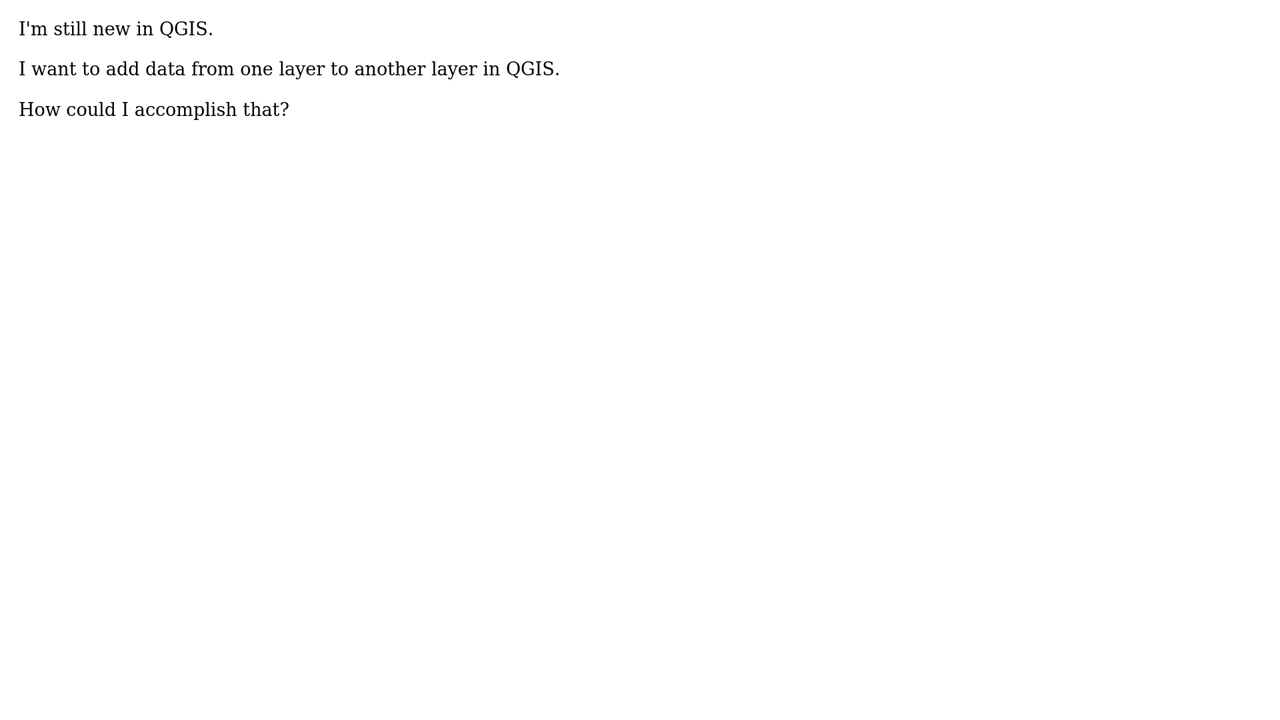 I'm still new in QGIS.
I want to add data from one layer to another layer in QGIS.
How could I accomplish that?